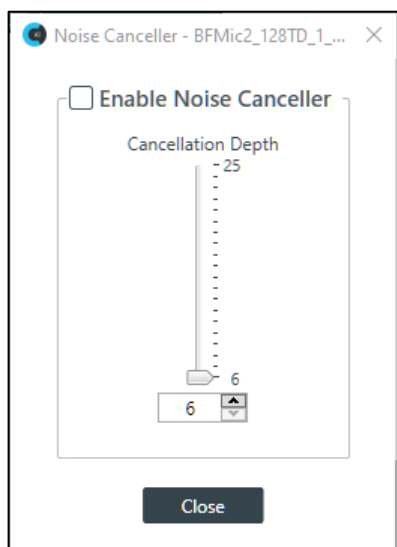 Noise Canceller - BFMic2_128TD_1_...
Enable Noise Canceller
Cancellation Depth
25
6
6
Close